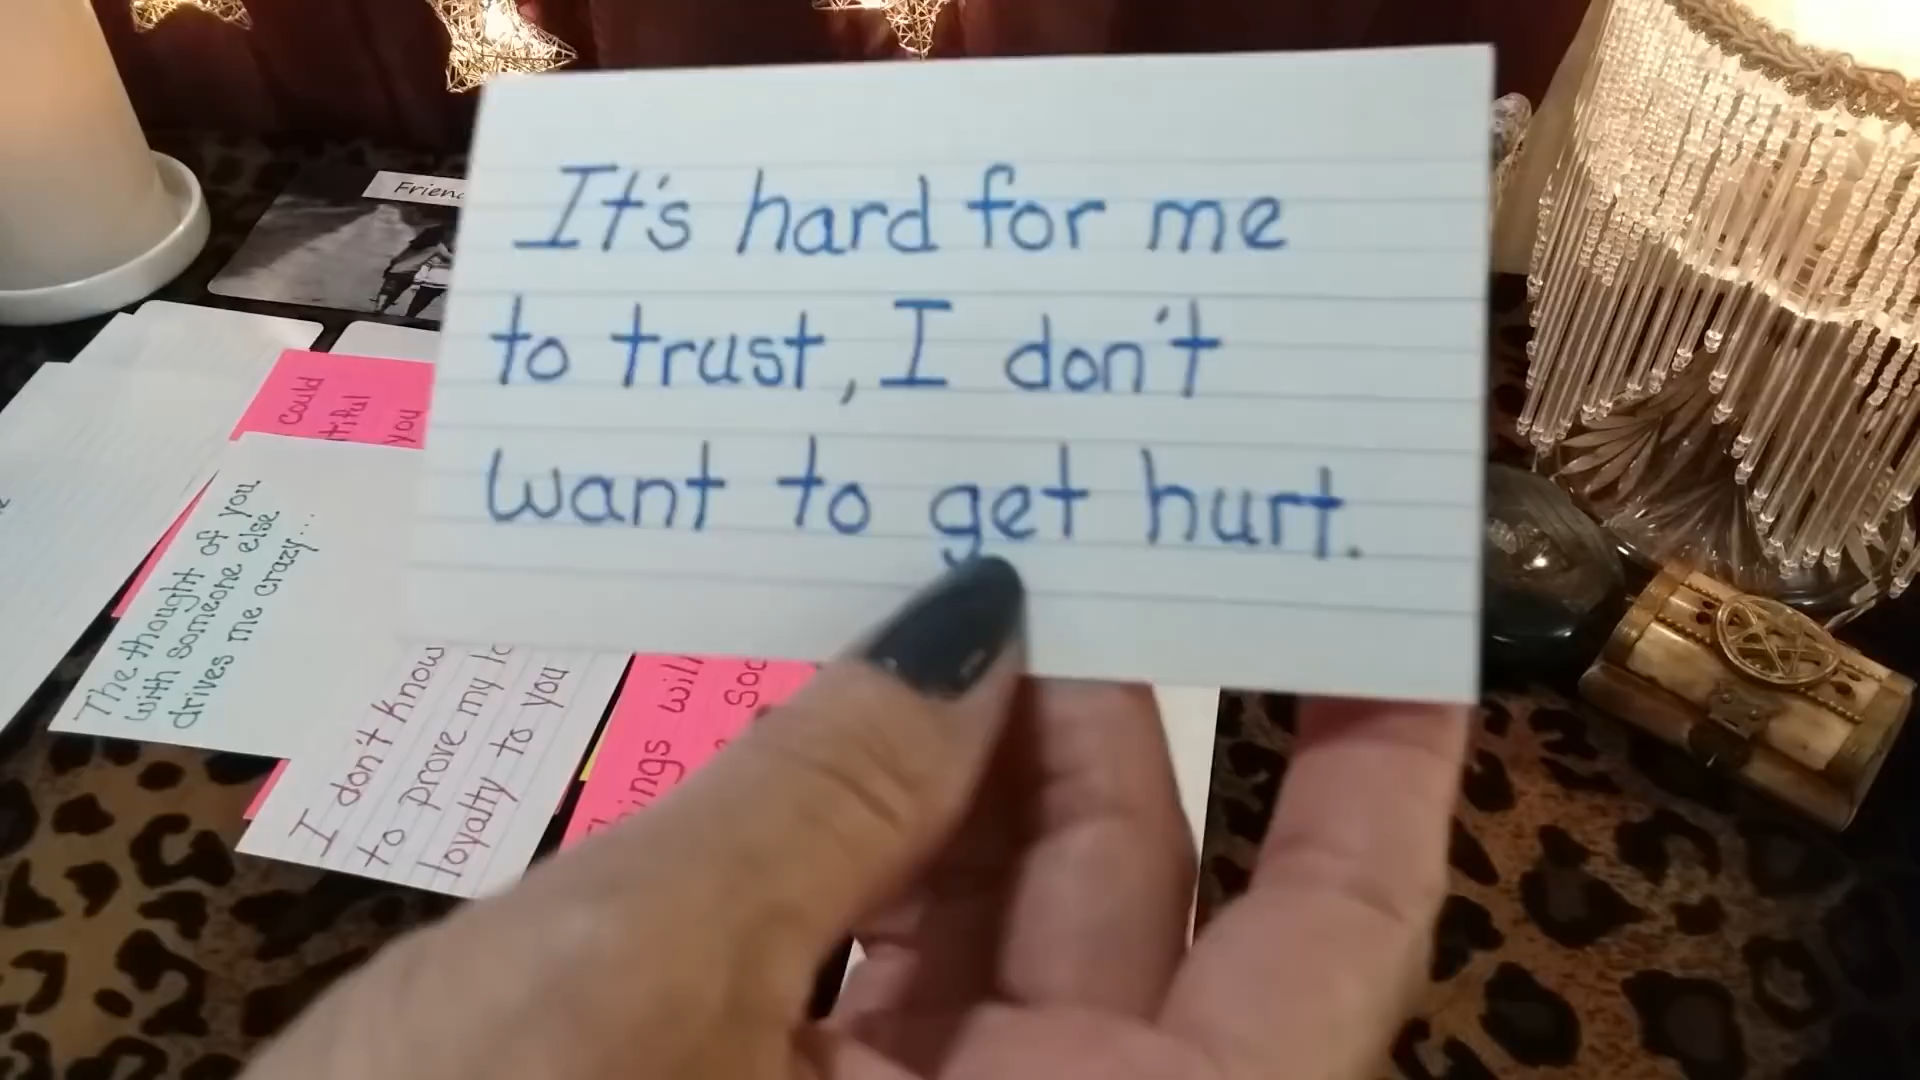 It's hard for me
to trust, I don't
want to get hurt.
could
you
The thought of you
with someone else
drives me crazy...
I don't know
to prove my
loyalty to you